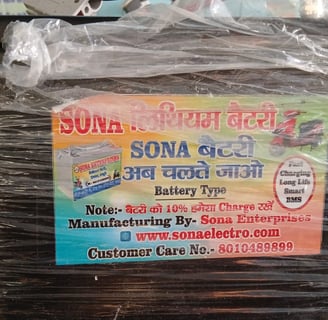 SONA लिथियम बैटरी
SONA बैटरी
अब चलते जाओ
Battery Type
Fast
Charging
Long Life
Smart
BMS
Note:- बैटरी को 10% हमेशा Charge रखें
Manufacturing By- Sona Enterprises
www.sonaelectro.com
Customer Care No.- 8010489899